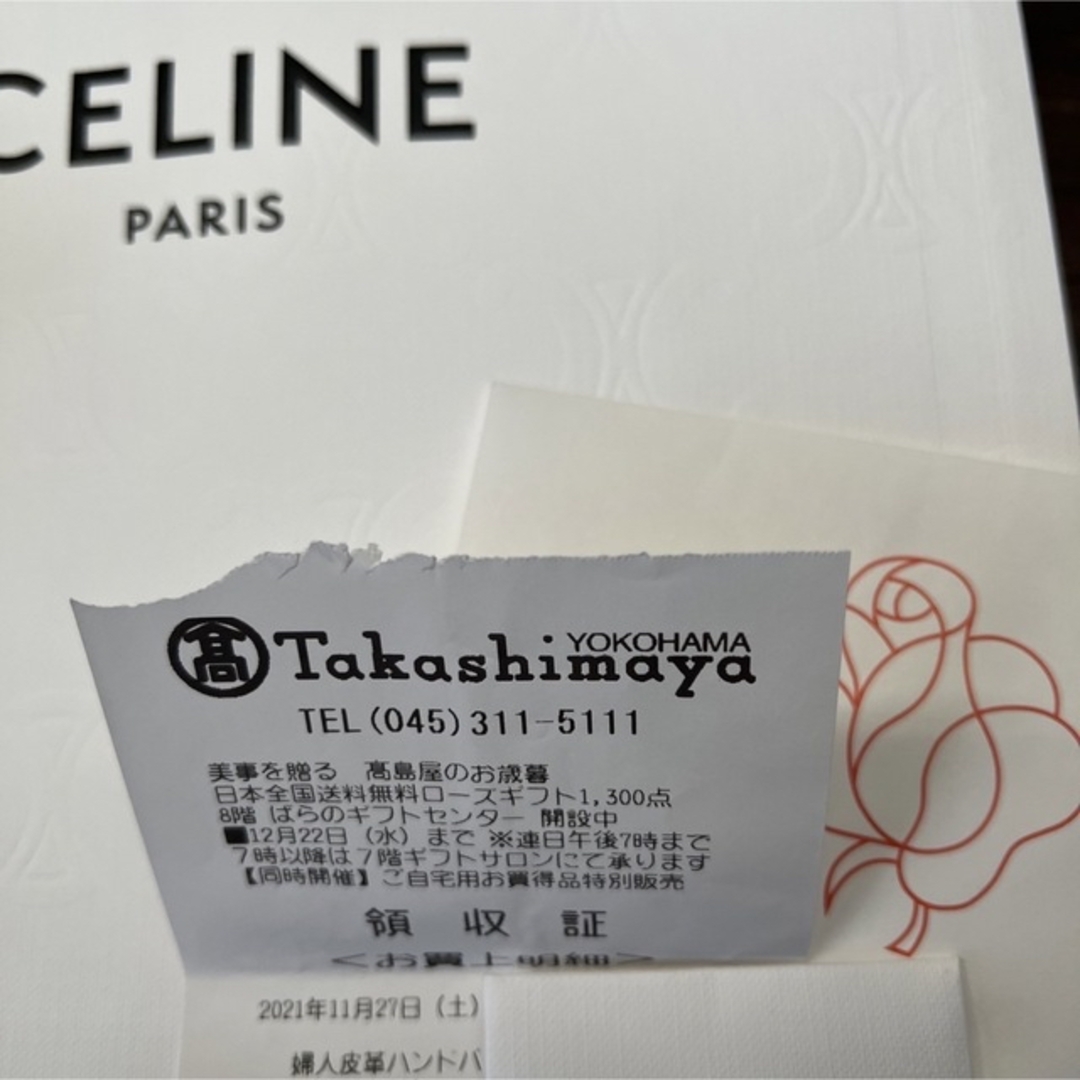 CELINE
PARIS
髙 Takashimaya YOKOHAMA
TEL (045) 311-5111
美事を贈る 髙島屋のお歳暮
日本全国送料無料ローズギフト1,300点
8階 ばらのギフトセンター 開設中
■12月22日（水）まで ※連日午後7時まで
7時以降は7階ギフトサロンにて承ります
【同時開催】ご自宅用お買得品特別販売
領 収 証
＜お買上明細＞
2021年11月27日（土）
婦人皮革ハンドバ